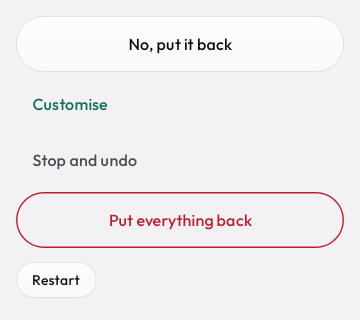 No, put it back
Customise
Stop and undo
Put everything back
Restart